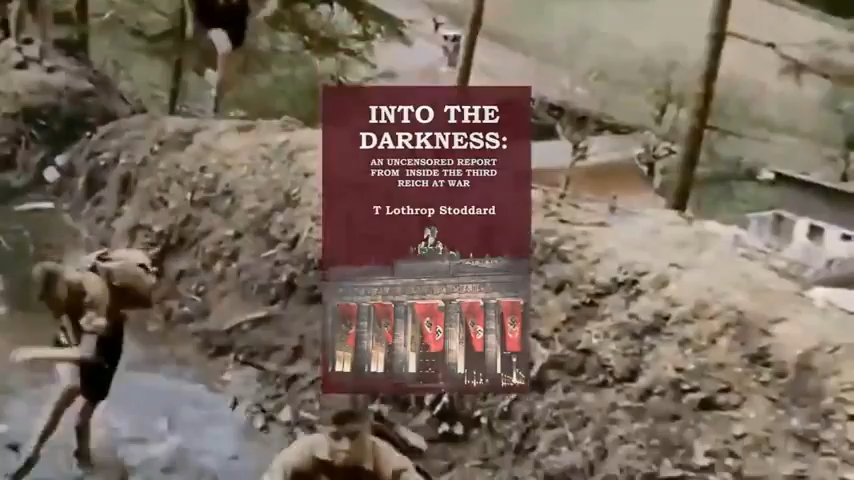 INTO THE
DARKNESS:
AN UNCENSORED REPORT
FROM INSIDE THE THIRD
REICH AT WAR
T Lothrop Stoddard